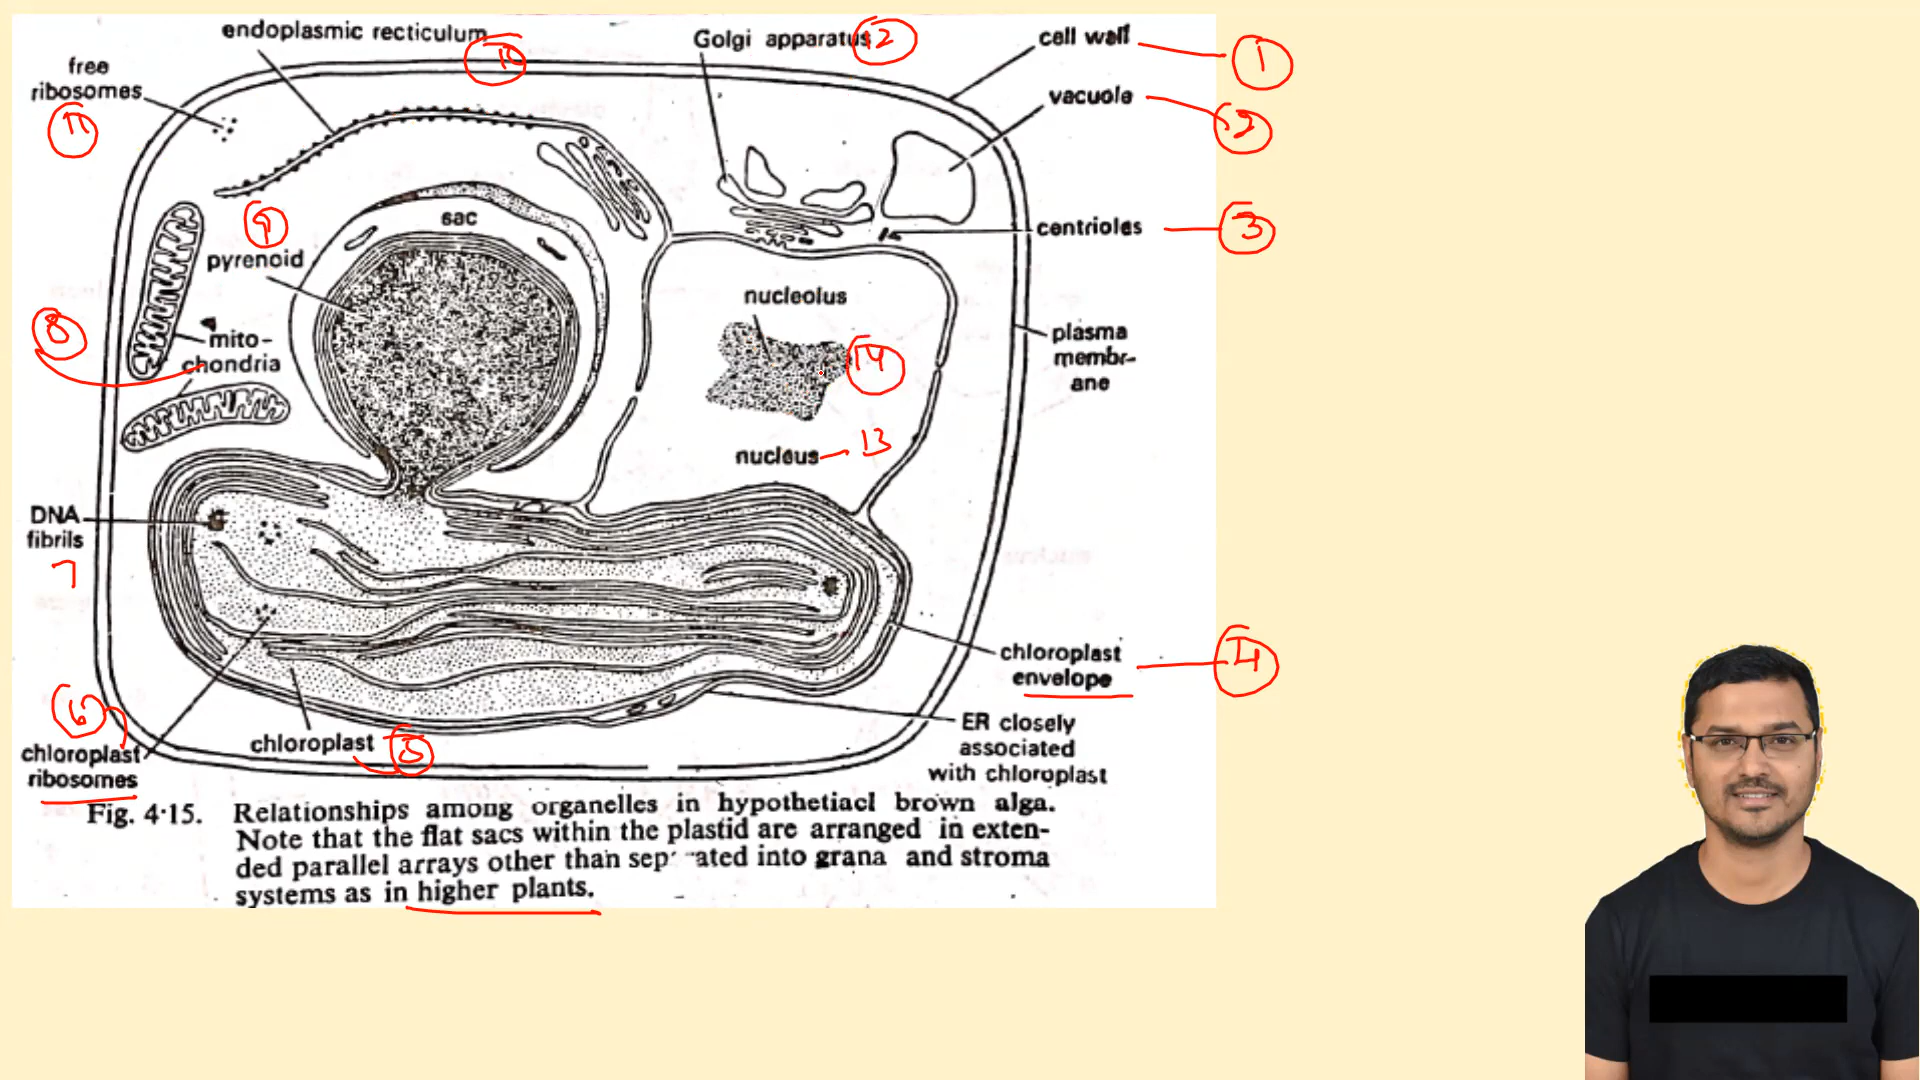 endoplasmic recticulum
10
Golgi apparatus
12
cell wall
1
free
ribosomes
11
vacuole
2
sac
9
pyrenoid
centrioles
3
nucleolus
14
8
mito-
chondria
plasma
membr-
ane
nucleus
13
DNA
fibrils
7
chloroplast
envelope
4
6
chloroplast
ribosomes
chloroplast
5
ER closely
associated
with chloroplast
Fig. 4·15. Relationships among organelles in hypothetiacl brown alga.
Note that the flat sacs within the plastid are arranged in exten-
ded parallel arrays other than sep ated into grana and stroma
systems as in higher plants.